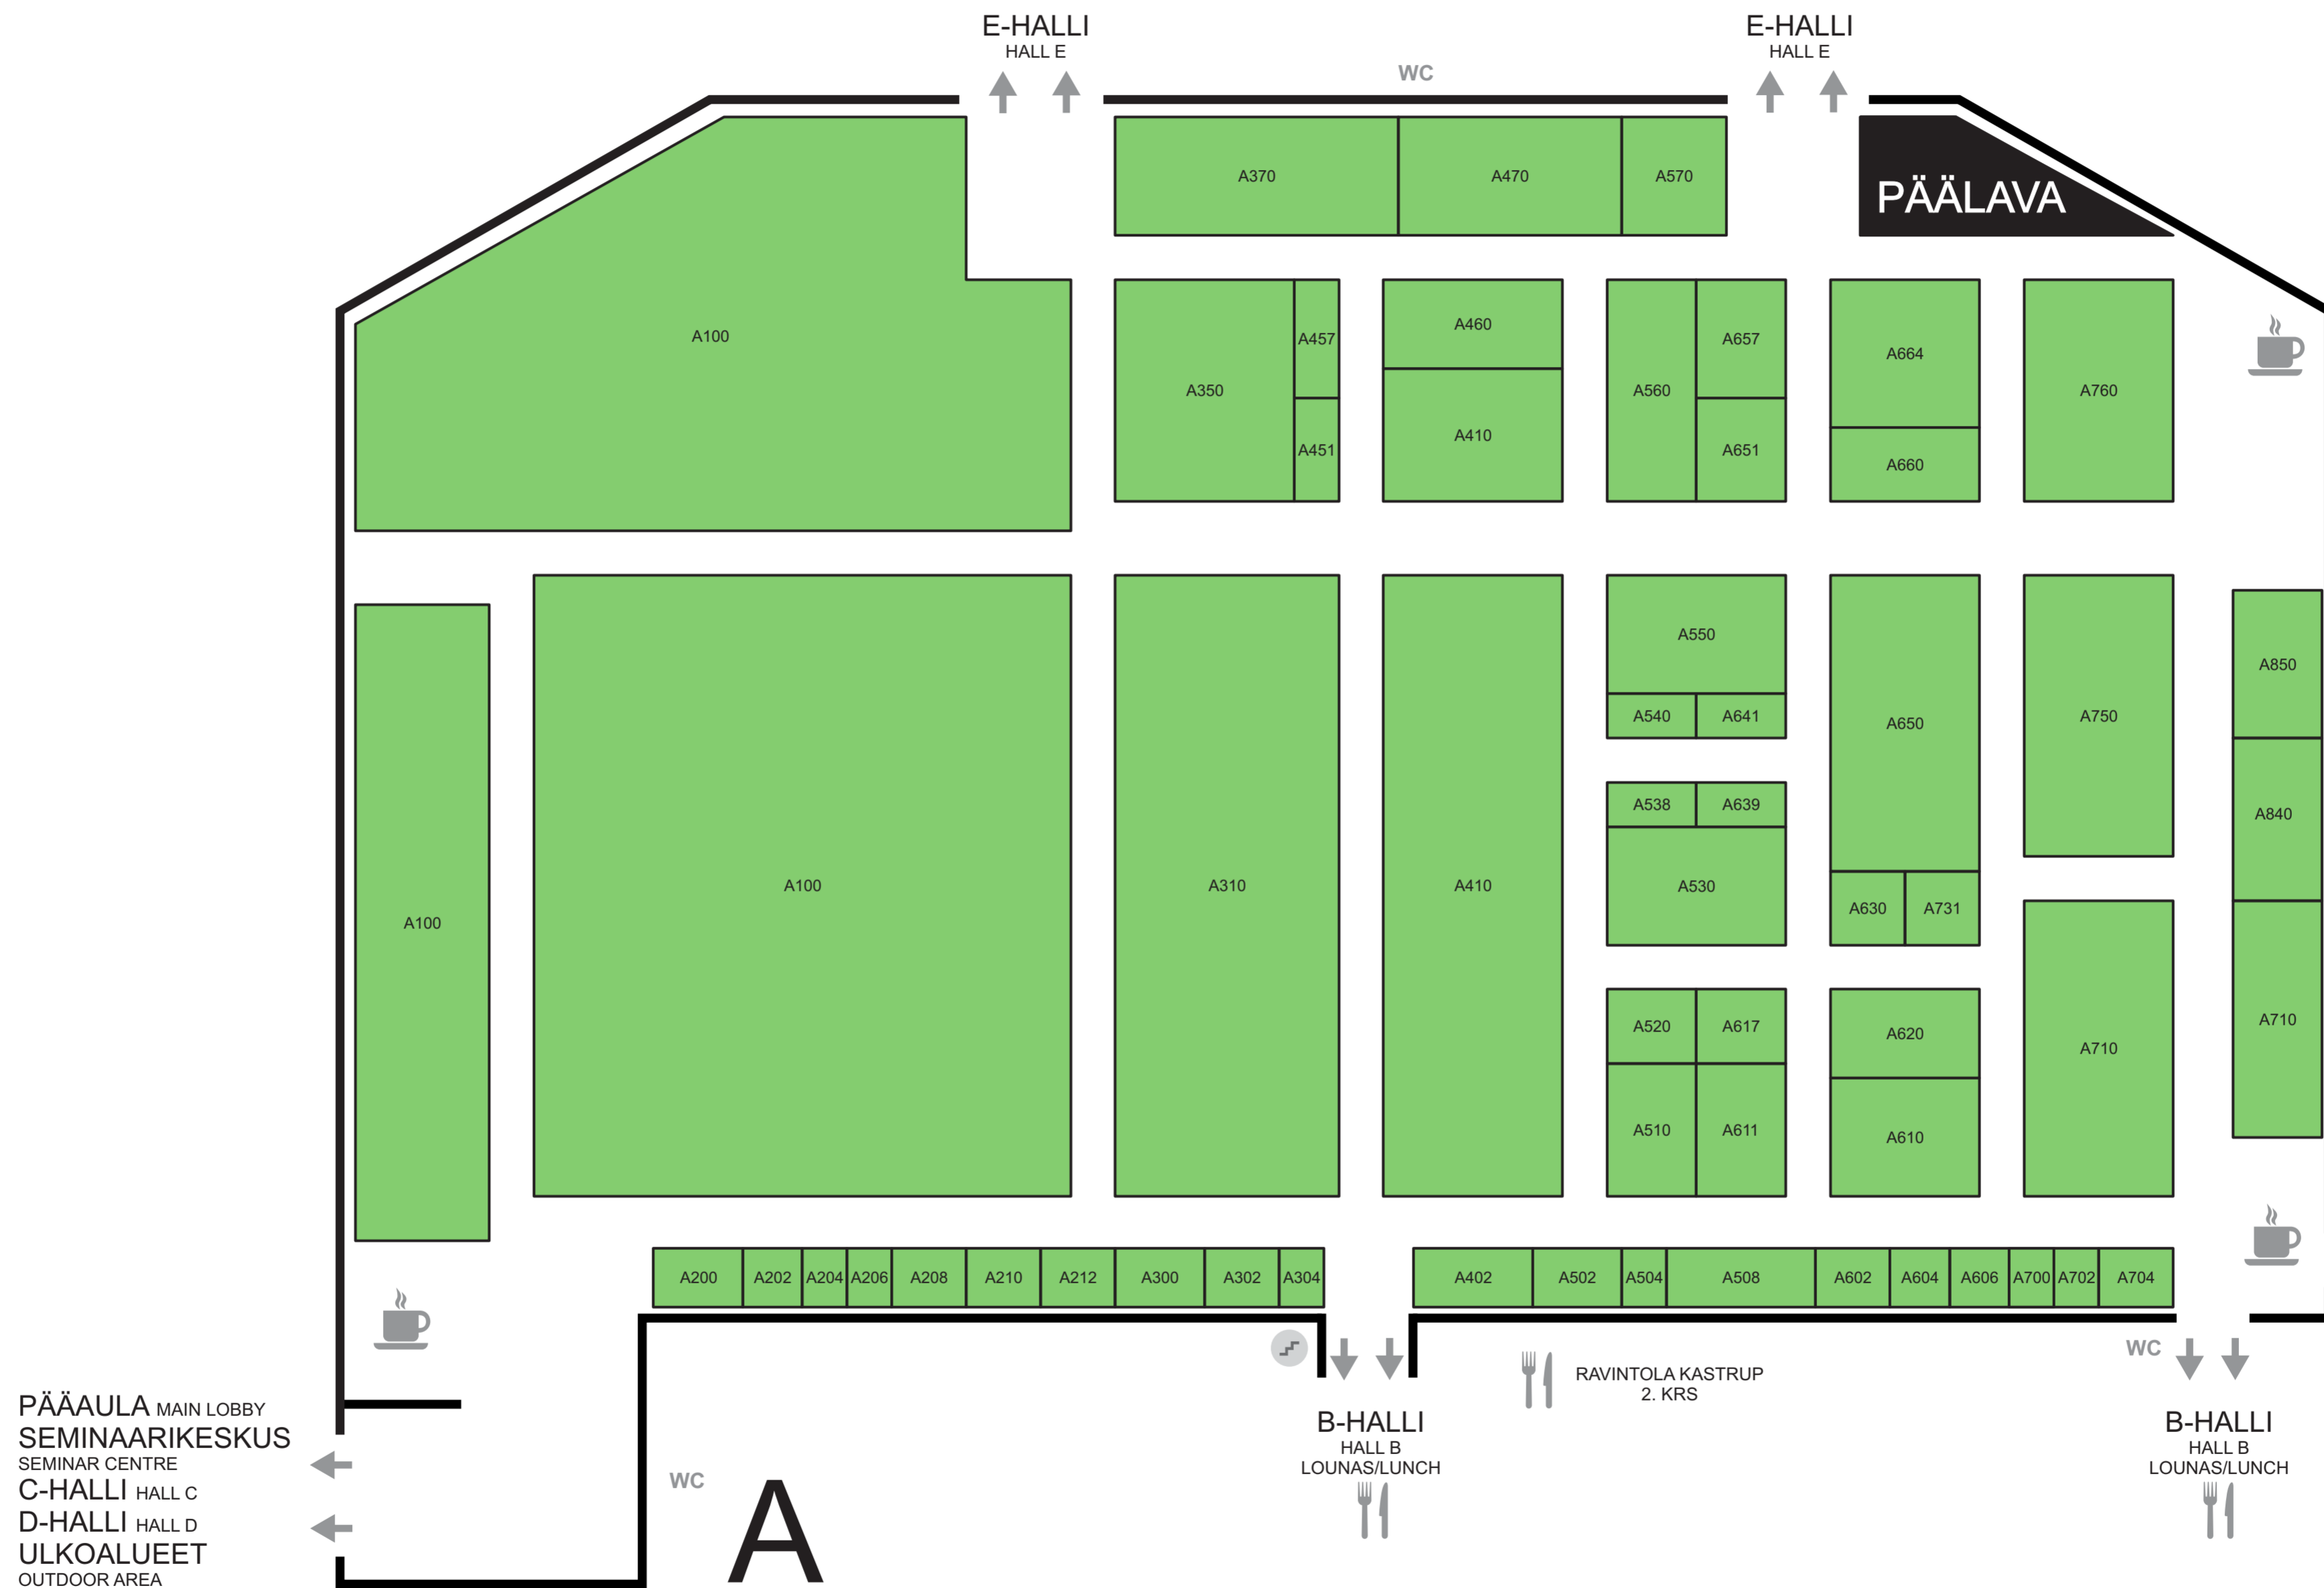 E-HALLI
HALL E
E-HALLI
HALL E
WC
A370
A470
A570
PÄÄLAVA
A100
A350
A457
A451
A460
A410
A560
A657
A651
A664
A660
A760
A100
A100
A310
A410
A550
A540
A641
A538
A639
A530
A520
A617
A510
A611
A650
A630
A731
A620
A610
A750
A710
A850
A840
A710
A200
A202
A204
A206
A208
A210
A212
A300
A302
A304
A402
A502
A504
A508
A602
A604
A606
A700
A702
A704
RAVINTOLA KASTRUP
2. KRS
WC
B-HALLI
HALL B
LOUNAS/LUNCH
B-HALLI
HALL B
LOUNAS/LUNCH
PÄÄAULA MAIN LOBBY
SEMINAARIKESKUS
SEMINAR CENTRE
C-HALLI HALL C
D-HALLI HALL D
ULKOALUEET
OUTDOOR AREA
WC
A